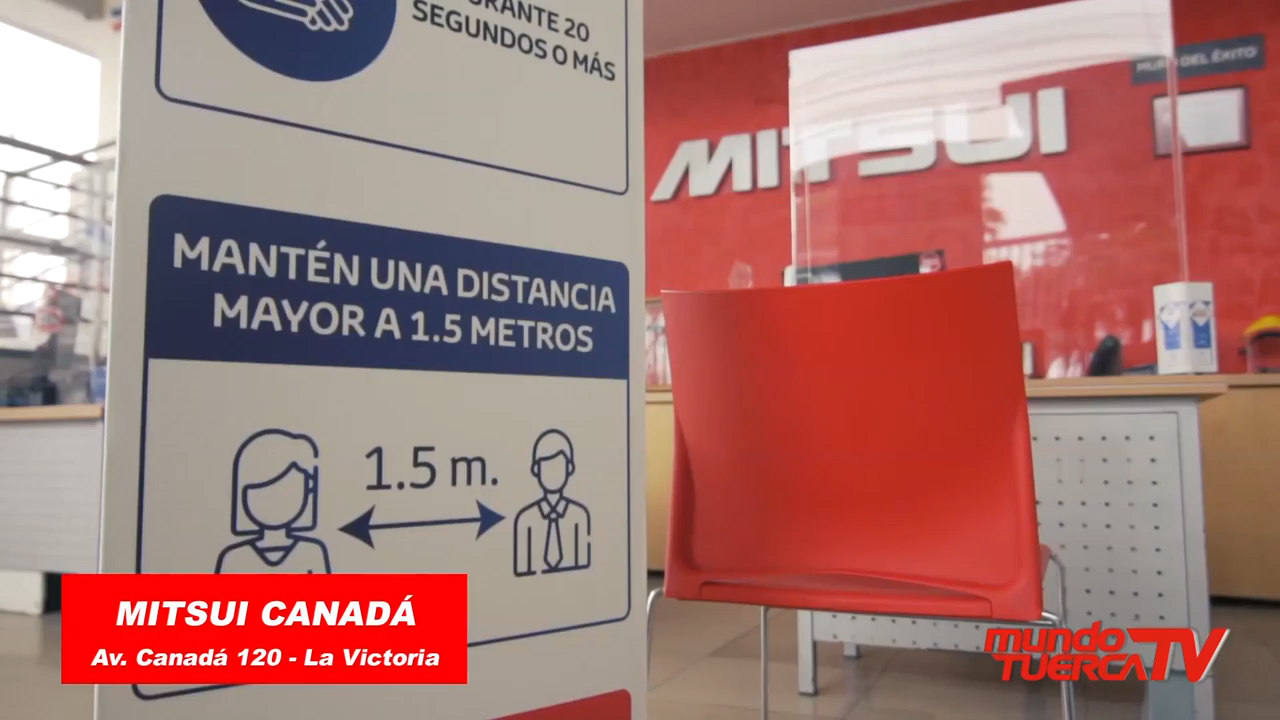 DURANTE 20
SEGUNDOS O MÁS
MANTÉN UNA DISTANCIA
MAYOR A 1.5 METROS
1.5 m.
MITSUI
MURO DEL ÉXITO
MITSUI CANADÁ
Av. Canadá 120 - La Victoria
mundo
TUERCA TV